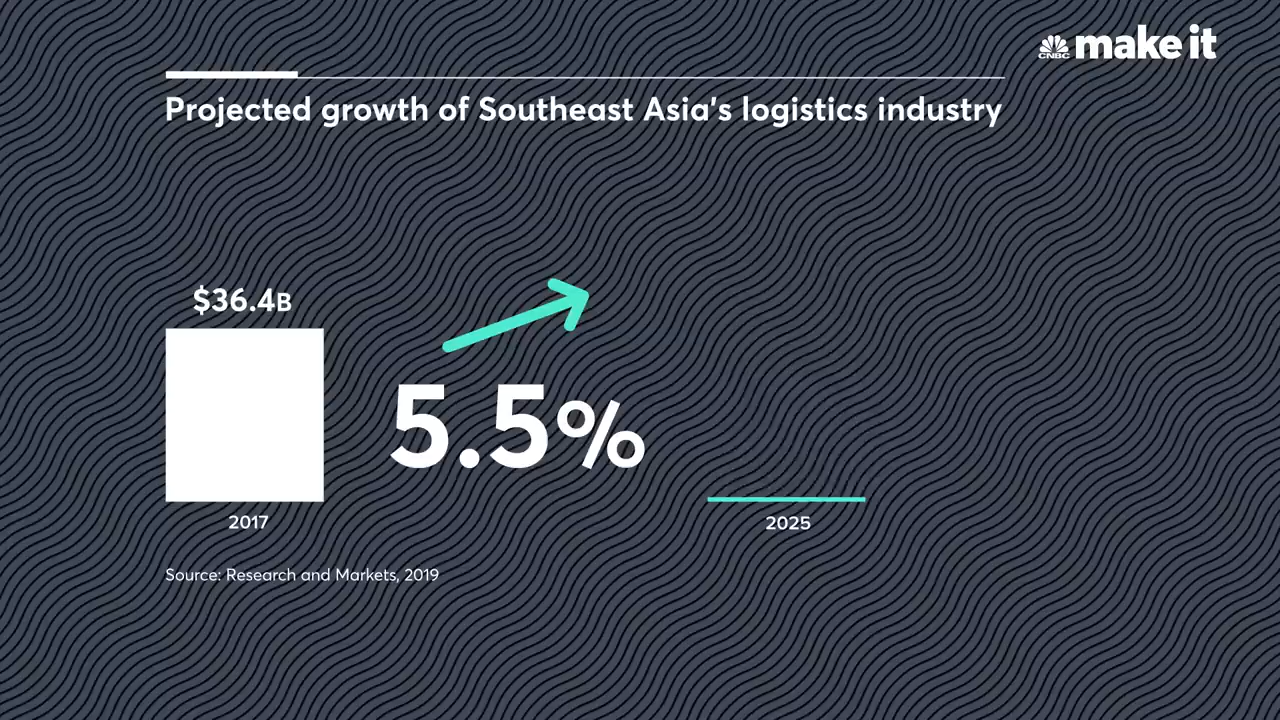 CNBC make it
Projected growth of Southeast Asia's logistics industry
$36.4B
5.5%
2017
2025
Source: Research and Markets, 2019